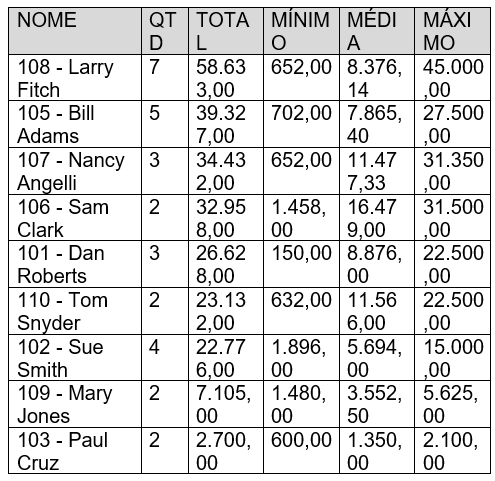 NOME QT TOTA MÍNIM MÉDI MÁXI
D L O A MO
108 - Larry 7 58.63 652,00 8.376, 45.000
Fitch 3,00 14 ,00
105 - Bill 5 39.32 702,00 7.865, 27.500
Adams 7,00 40 ,00
107 - Nancy 3 34.43 652,00 11.47 31.350
Angelli 2,00 7,33 ,00
106 - Sam 2 32.95 1.458, 16.47 31.500
Clark 8,00 00 9,00 ,00
101 - Dan 3 26.62 150,00 8.876, 22.500
Roberts 8,00 00 ,00
110 - Tom 2 23.13 632,00 11.56 22.500
Snyder 2,00 6,00 ,00
102 - Sue 4 22.77 1.896, 5.694, 15.000
Smith 6,00 00 00 ,00
109 - Mary 2 7.105, 1.480, 3.552, 5.625,
Jones 00 00 50 00
103 - Paul 2 2.700, 600,00 1.350, 2.100,
Cruz 00 00 00